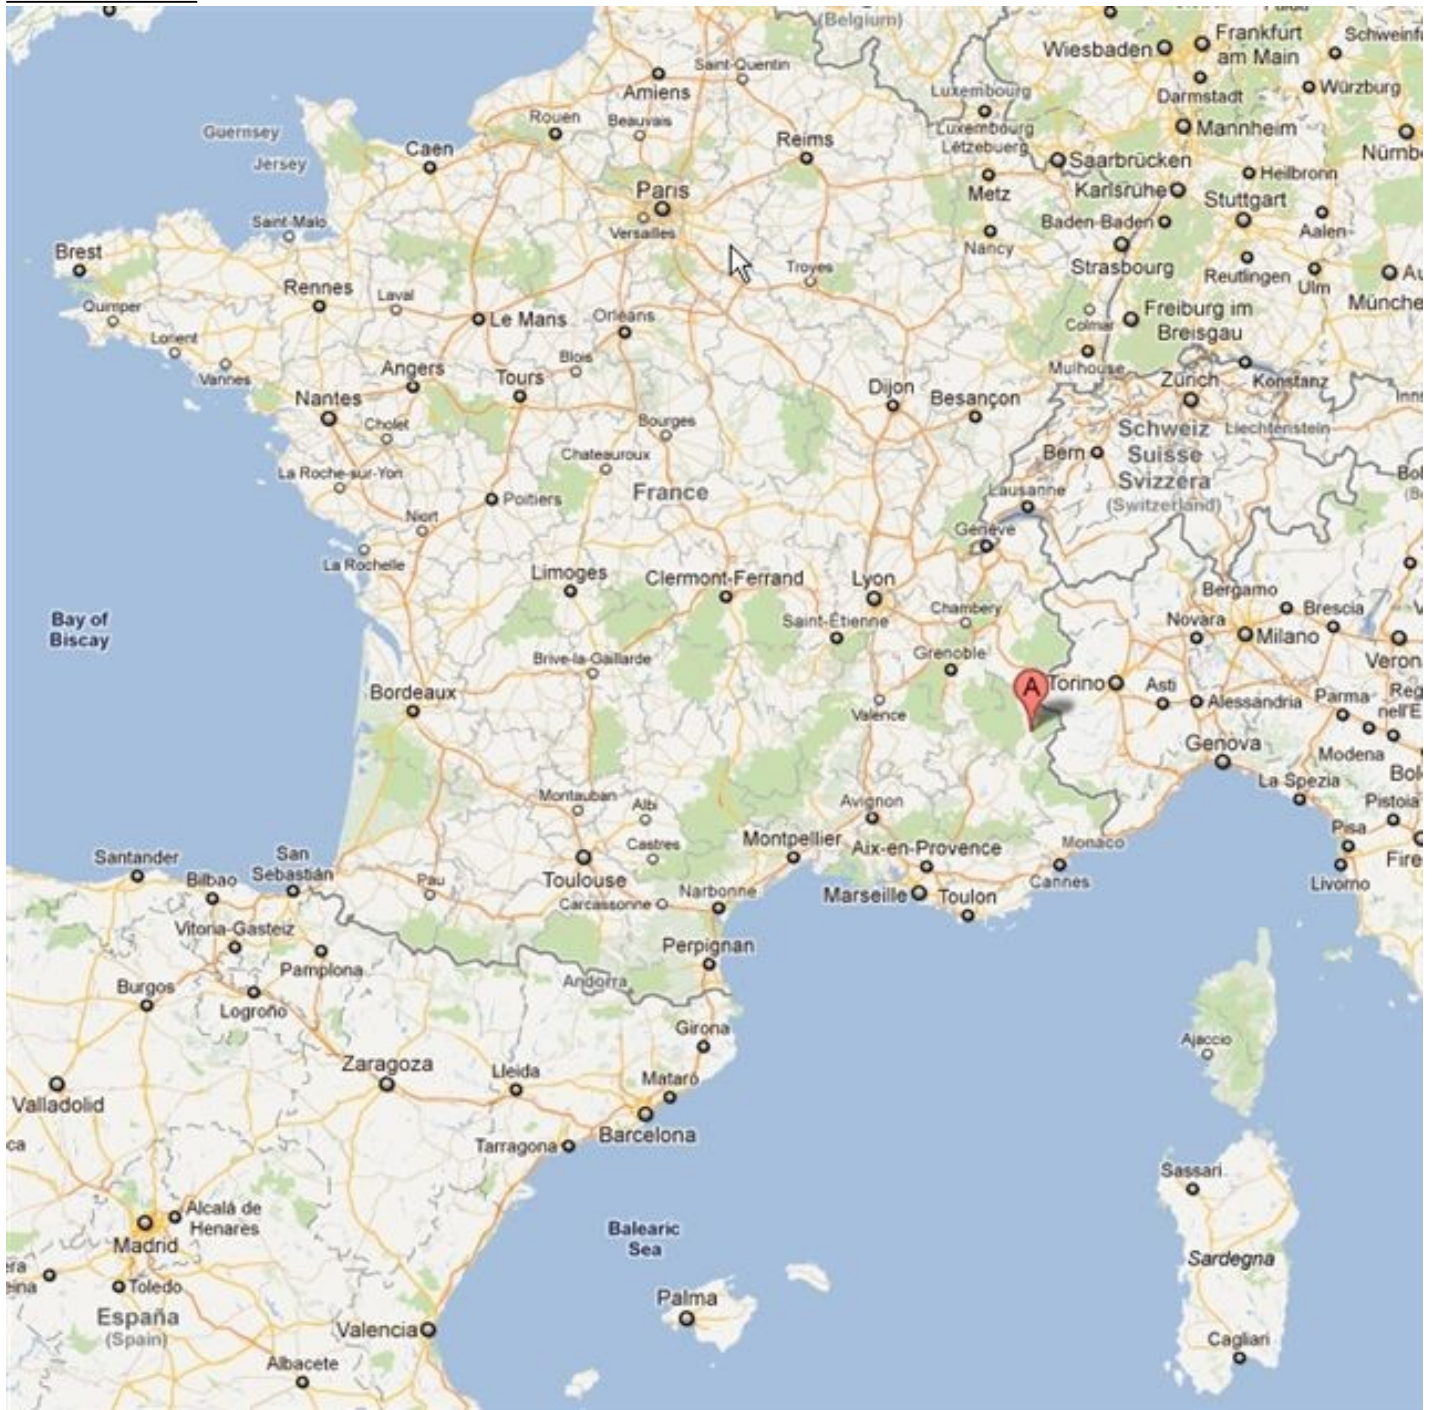 (Belgium)
Frankfurt
am Main
Wiesbaden
Saint-Quentin
Amiens
Luxembourg
Darmstadt
Würzburg
Guernsey
Rouen
Beauvais
Luxembourg
Lëtzebuerg
Mannheim
Jersey
Caen
Reims
Saarbrücken
Heilbronn
Paris
Metz
Karlsruhe
Stuttgart
Saint-Malo
Versailles
Baden-Baden
Aalen
Brest
Nancy
Troyes
Strasbourg
Reutlingen
Ulm
Rennes
Laval
Quimper
Le Mans
Orléans
Colmar
Freiburg im
Breisgau
Lorient
Vannes
Blois
Angers
Tours
Mulhouse
Zürich
Konstanz
Nantes
Dijon
Besançon
Cholet
Bourges
Schweiz
Suisse
Svizzera
(Switzerland)
Liechtenstein
Bern
Chateauroux
La Roche-sur-Yon
France
Lausanne
Poitiers
Niort
Genève
La Rochelle
Limoges
Clermont-Ferrand
Lyon
Bergamo
Bay of
Biscay
Saint-Étienne
Chambery
Novara
Brescia
Milano
Grenoble
Brive-la-Gaillarde
A
Torino
Asti
Bordeaux
Valence
Alessandria
Parma
Genova
Modena
La Spezia
Montauban
Albi
Avignon
Pistoia
Castres
Montpellier
Aix-en-Provence
Monaco
Pisa
Santander
San
Sebastián
Bilbao
Toulouse
Pau
Carcassonne
Narbonne
Marseille
Toulon
Cannes
Livorno
Vitoria-Gasteiz
Pamplona
Perpignan
Andorra
Burgos
Logroño
Girona
Ajaccio
Zaragoza
Lleida
Mataró
Valladolid
Barcelona
Tarragona
Sassari
Alcalá de
Henares
Madrid
Balearic
Sea
Sardegna
Toledo
España
(Spain)
Palma
Valencia
Cagliari
Albacete